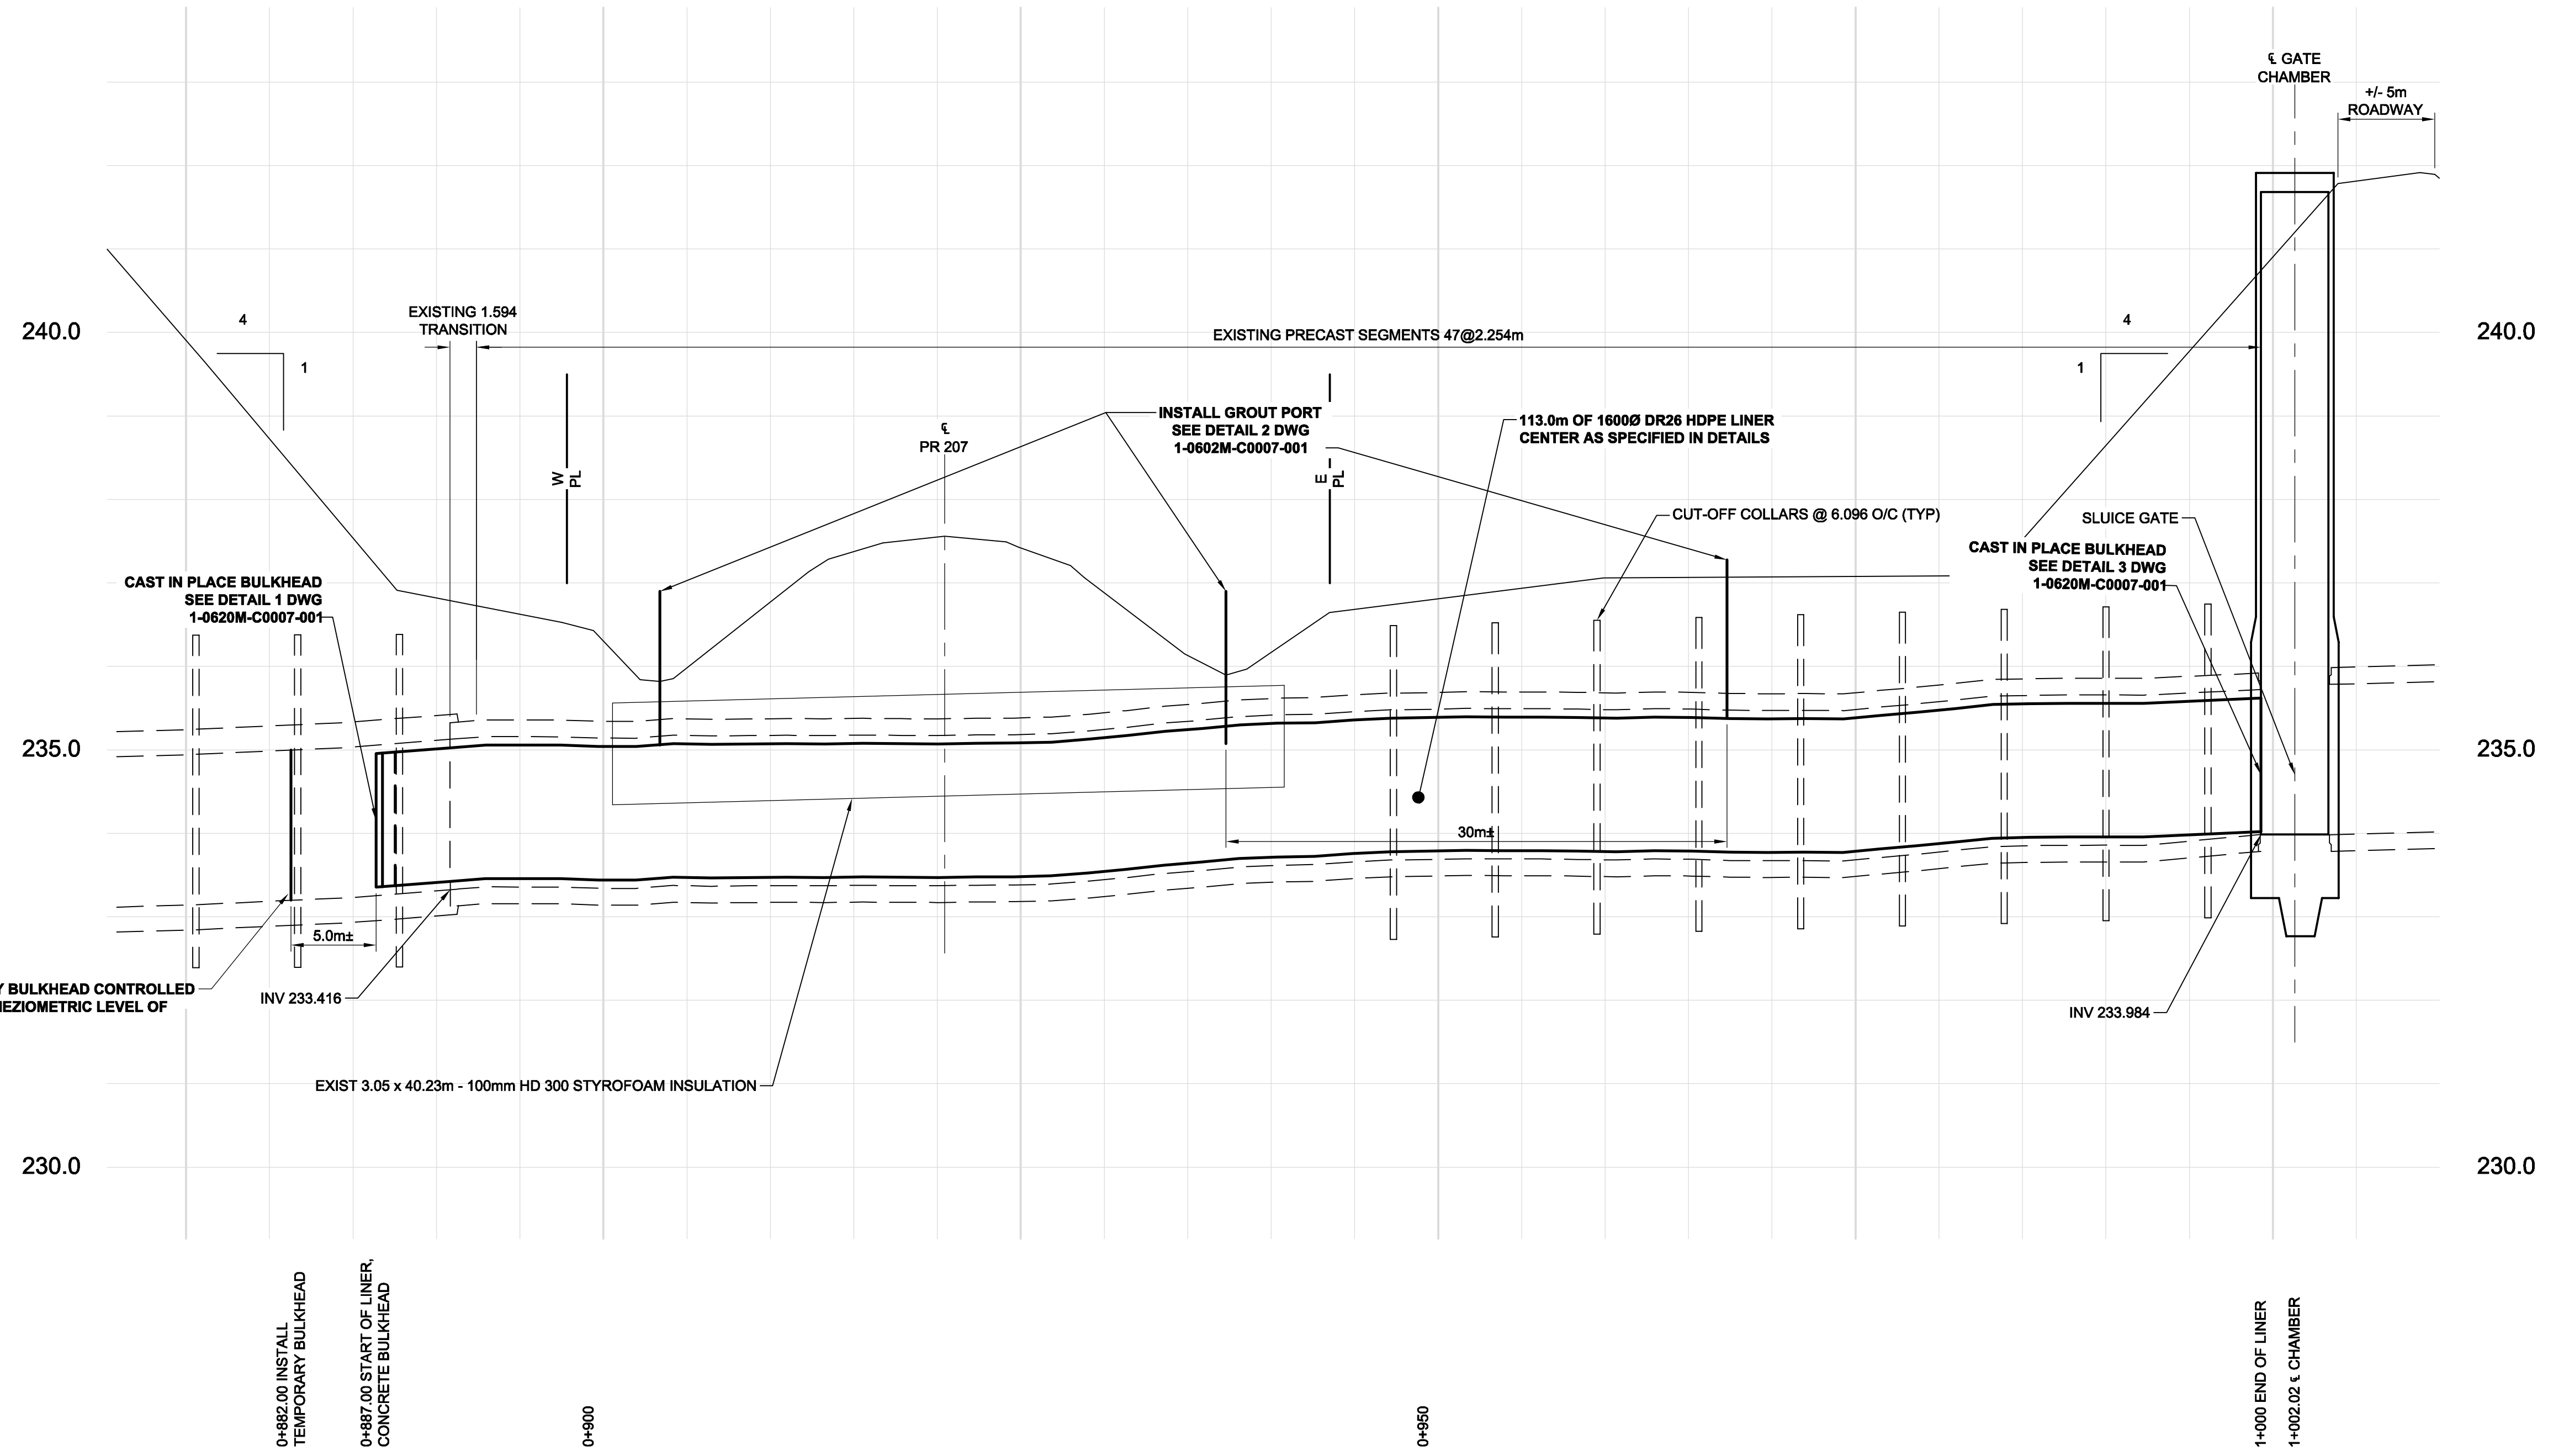 ℄ GATE
CHAMBER
+/- 5m
ROADWAY
EXISTING 1.594
TRANSITION
4
1
240.0
EXISTING PRECAST SEGMENTS 47@2.254m
4
1
240.0
INSTALL GROUT PORT
SEE DETAIL 2 DWG
1-0602M-C0007-001
113.0m OF 1600Ø DR26 HDPE LINER
CENTER AS SPECIFIED IN DETAILS
℄
PR 207
W
PL
E
PL
CUT-OFF COLLARS @ 6.096 O/C (TYP)
SLUICE GATE
CAST IN PLACE BULKHEAD
SEE DETAIL 3 DWG
1-0620M-C0007-001
CAST IN PLACE BULKHEAD
SEE DETAIL 1 DWG
1-0620M-C0007-001
235.0
235.0
30m±
5.0m±
BULKHEAD CONTROLLED
LEVEL OF
INV 233.416
INV 233.984
EXIST 3.05 x 40.23m - 100mm HD 300 STYROFOAM INSULATION
230.0
230.0
0+882.00 INSTALL
TEMPORARY BULKHEAD
0+887.00 START OF LINER,
CONCRETE BULKHEAD
0+900
0+950
1+000 END OF LINER
1+002.02 ℄ CHAMBER